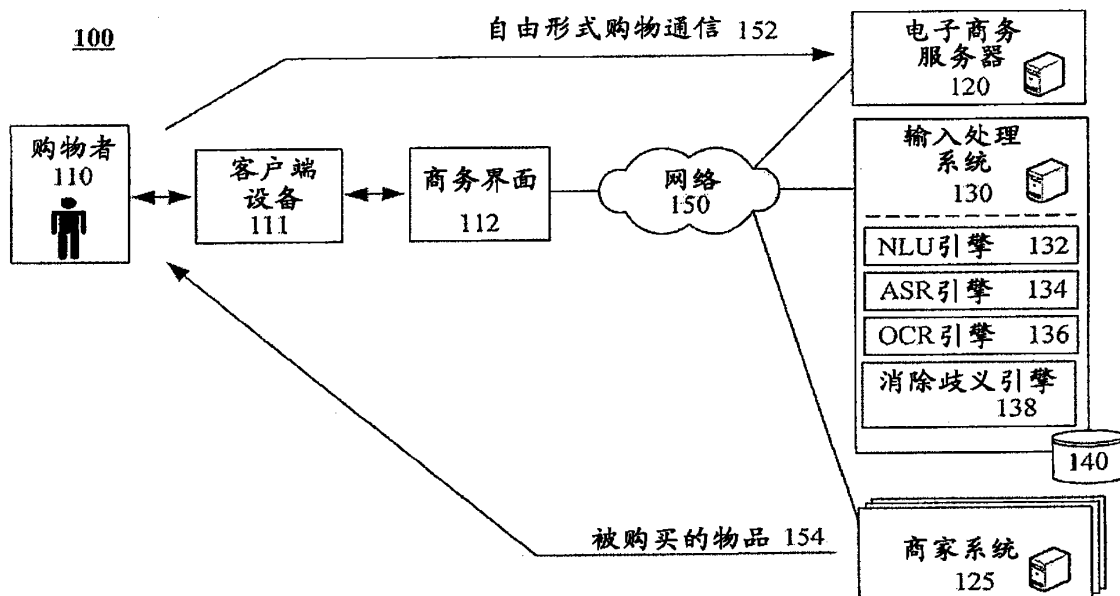 100
自由形式购物通信 152
电子商务
服务器
120
购物者
110
客户端
设备
111
商务界面
112
网络
150
输入处理
系统
130
NLU引擎 132
ASR引擎 134
OCR引擎 136
消除歧义引擎
138
140
被购买的物品 154
商家系统
125